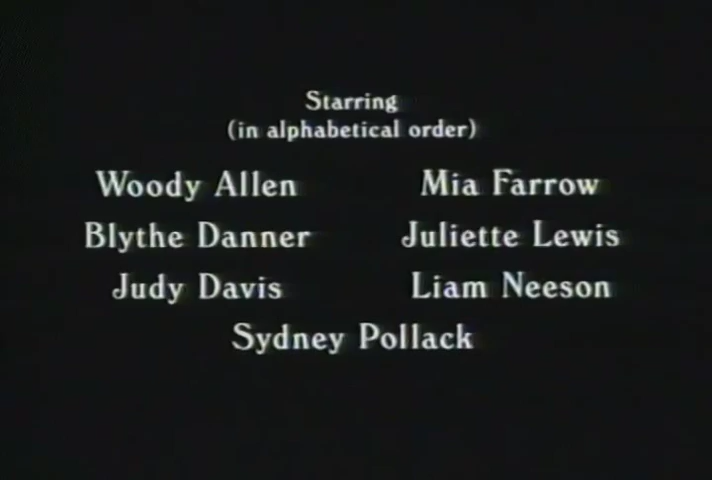 Starring
(in alphabetical order)
Woody Allen Mia Farrow
Blythe Danner Juliette Lewis
Judy Davis Liam Neeson
Sydney Pollack